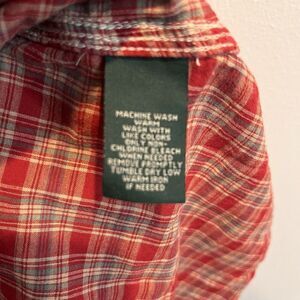 MACHINE WASH
WARM
WASH WITH
LIKE COLORS
ONLY NON-
CHLORINE BLEACH
WHEN NEEDED
REMOVE PROMPTLY
TUMBLE DRY LOW
WARM IRON
IF NEEDED